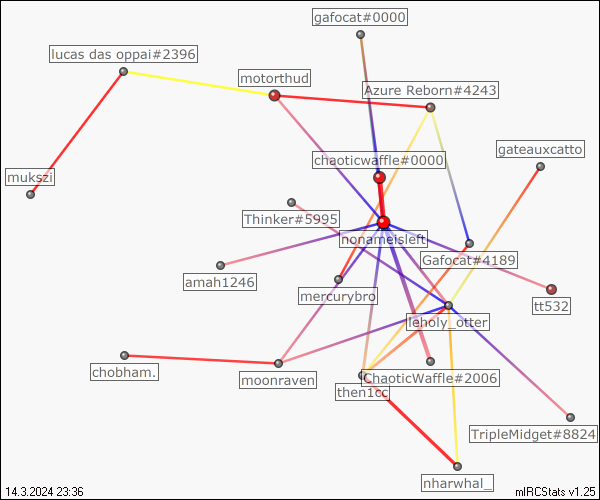 gafocat#0000
lucas das oppai#2396
motorthud
Azure Reborn#4243
gateauxcatto
chaoticwaffle#0000
mukszi
Thinker#5995
nonameisleft
Gafocat#4189
amah1246
mercurybro
tt532
leholy_otter
chobham.
moonraven
ChaoticWaffle#2006
then1cc
TripleMidget#8824
nharwhal_
14.3.2024 23:36
mIRCStats v1.25